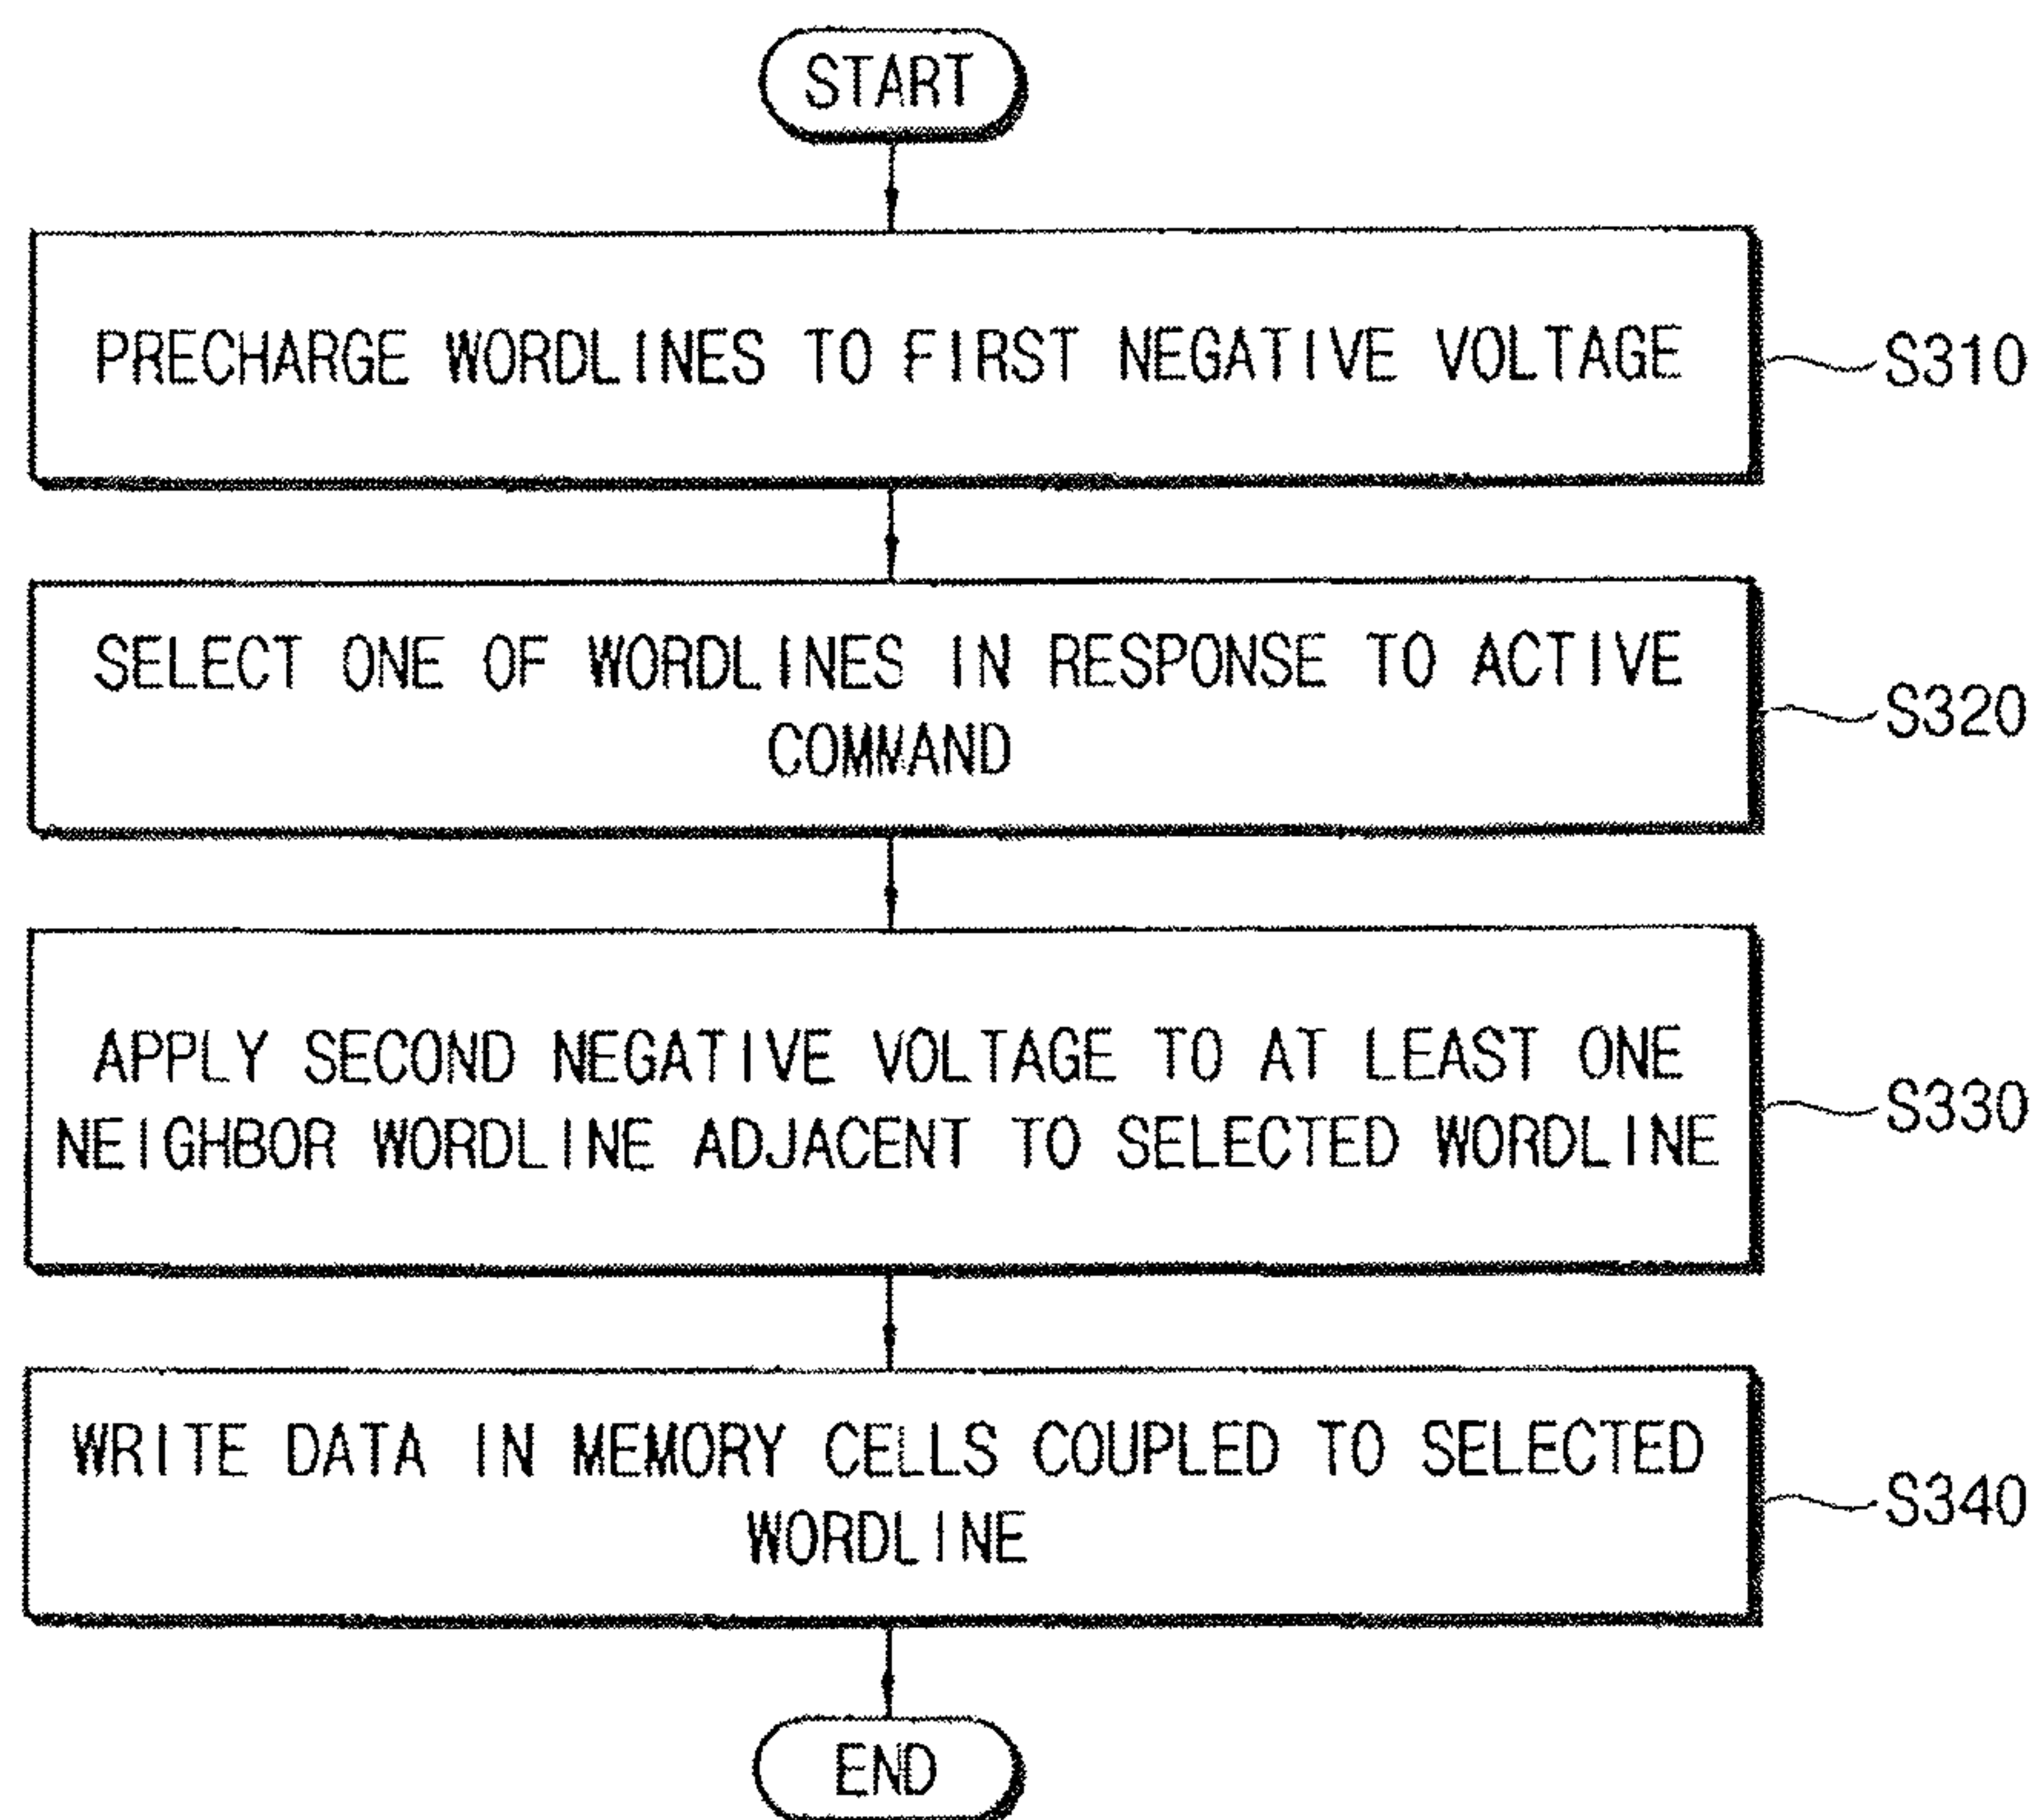 START
PRECHARGE WORDLINES TO FIRST NEGATIVE VOLTAGE
S310
SELECT ONE OF WORDLINES IN RESPONSE TO ACTIVE
COMMAND
S320
APPLY SECOND NEGATIVE VOLTAGE TO AT LEAST ONE
NEIGHBOR WORDLINE ADJACENT TO SELECTED WORDLINE
S330
WRITE DATA IN MEMORY CELLS COUPLED TO SELECTED
WORDLINE
S340
END